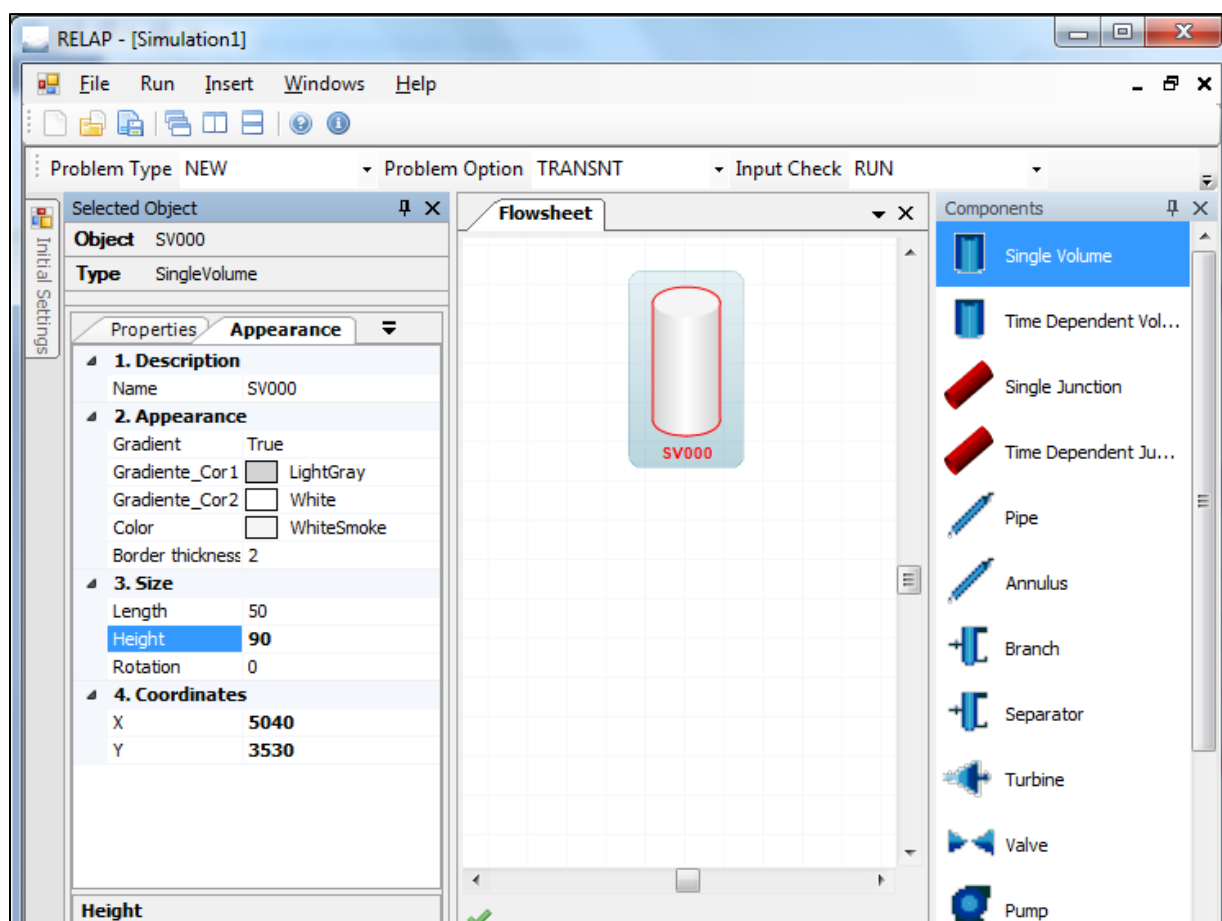 RELAP - [Simulation1]
File Run Insert Windows Help
Problem Type NEW Problem Option TRANSNT Input Check RUN
Initial Settings
Selected Object
Object SV000
Type SingleVolume
Properties Appearance
1. Description
Name SV000
2. Appearance
Gradient True
Gradiente_Cor1 LightGray
Gradiente_Cor2 White
Color WhiteSmoke
Border thickness 2
3. Size
Length 50
Height 90
Rotation 0
4. Coordinates
X 5040
Y 3530
Height
Flowsheet
SV000
Components
Single Volume
Time Dependent Vol...
Single Junction
Time Dependent Ju...
Pipe
Annulus
Branch
Separator
Turbine
Valve
Pump